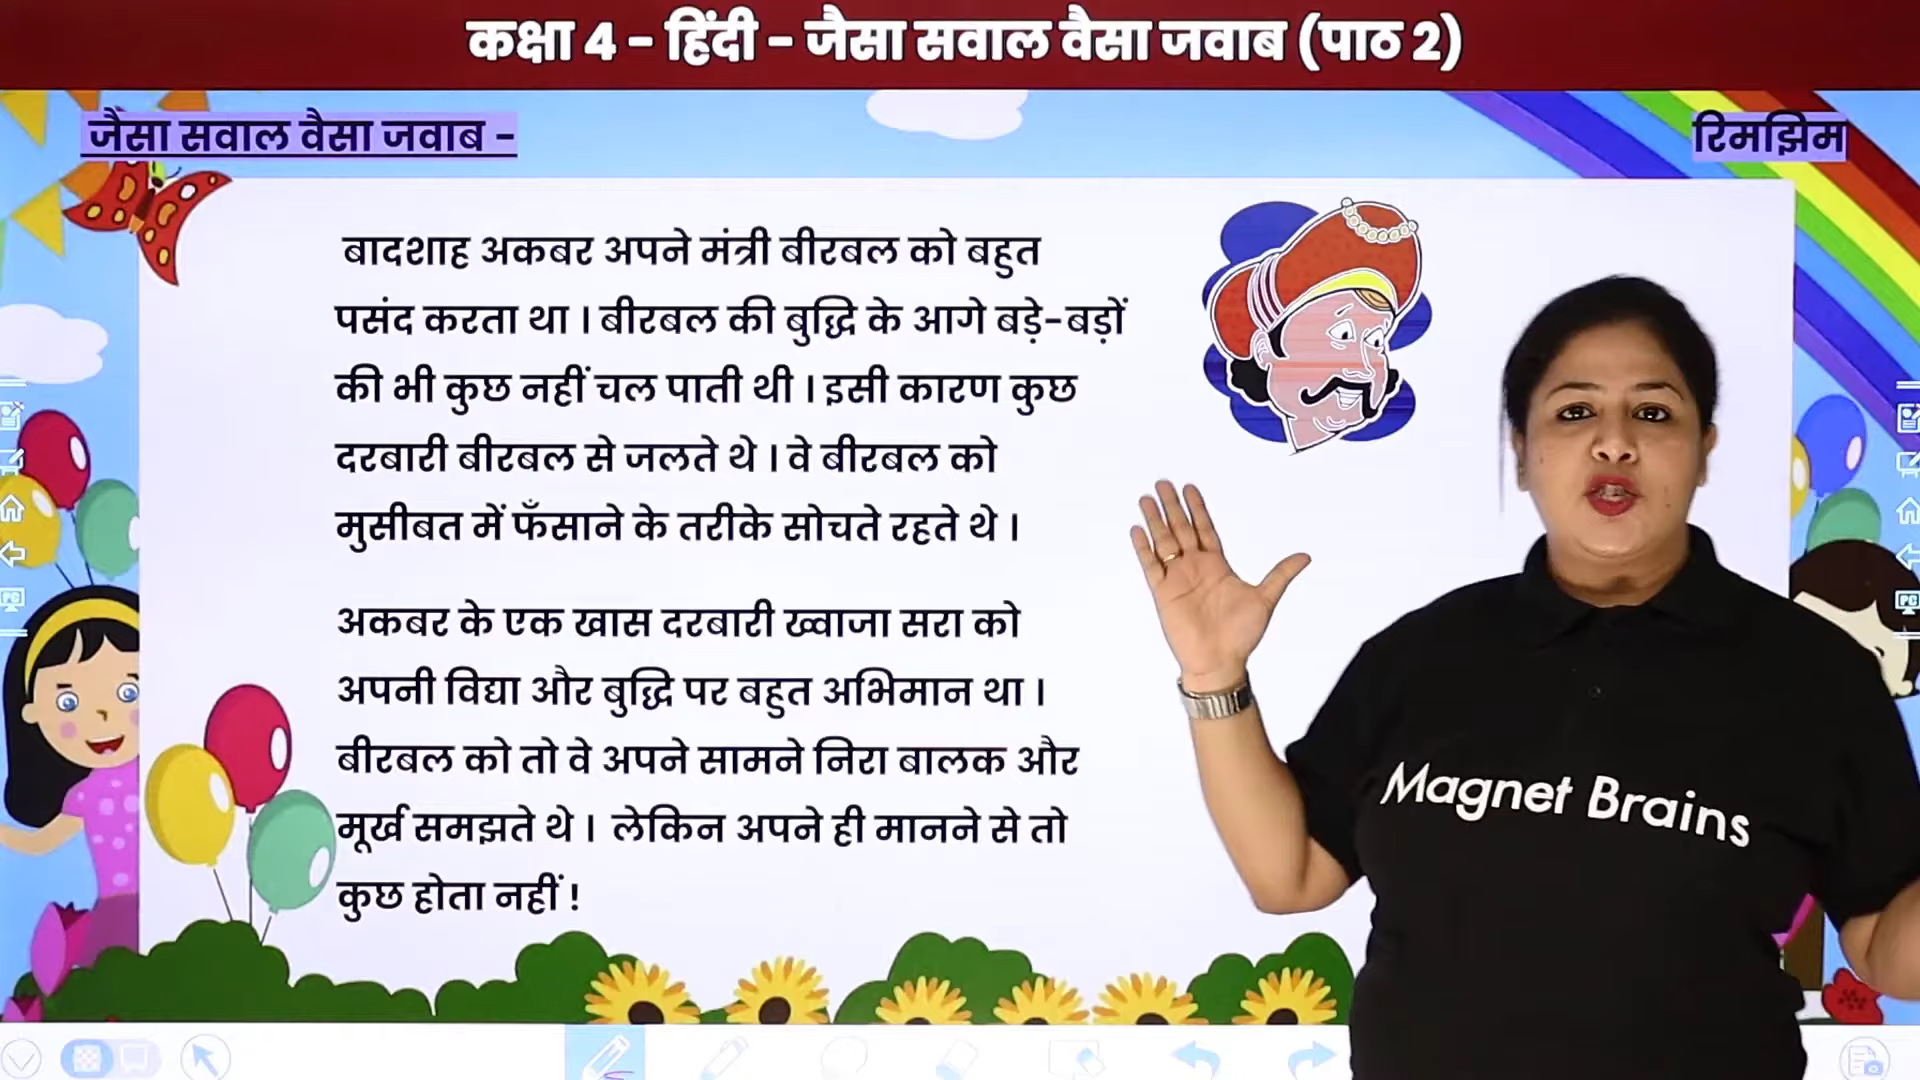 कक्षा 4 - हिंदी - जैसा सवाल वैसा जवाब (पाठ 2)
जैसा सवाल वैसा जवाब -
रिमझिम
बादशाह अकबर अपने मंत्री बीरबल को बहुत
पसंद करता था । बीरबल की बुद्धि के आगे बड़े-बड़ों
की भी कुछ नहीं चल पाती थी । इसी कारण कुछ
दरबारी बीरबल से जलते थे । वे बीरबल को
मुसीबत में फँसाने के तरीके सोचते रहते थे ।
अकबर के एक खास दरबारी ख्वाजा सरा को
अपनी विद्या और बुद्धि पर बहुत अभिमान था ।
बीरबल को तो वे अपने सामने निरा बालक और
मूर्ख समझते थे । लेकिन अपने ही मानने से तो
कुछ होता नहीं !
Magnet Brains
PC
PC